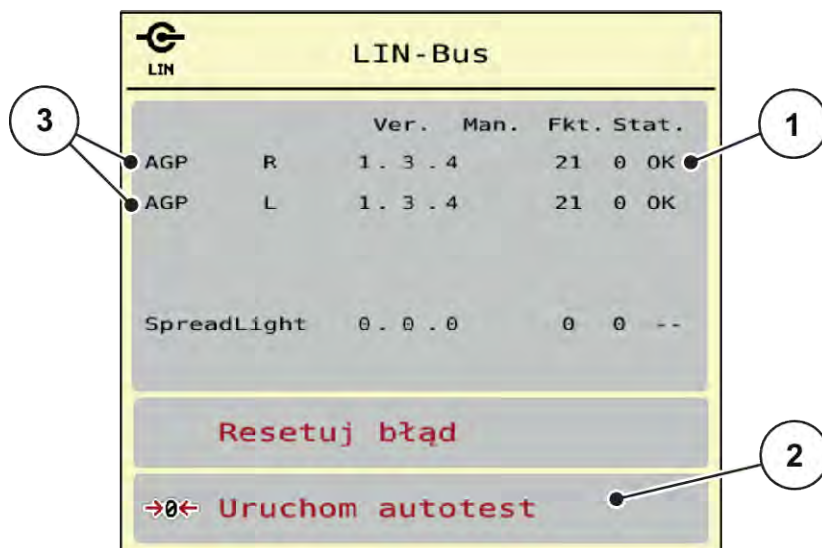 LIN
LIN-Bus
Ver. Man. Fkt. Stat.
3
1
AGP R 1.3.4 21 0 OK
AGP L 1.3.4 21 0 OK
SpreadLight 0.0.0 0 0 --
Resetuj błąd
2
→0← Uruchom autotest